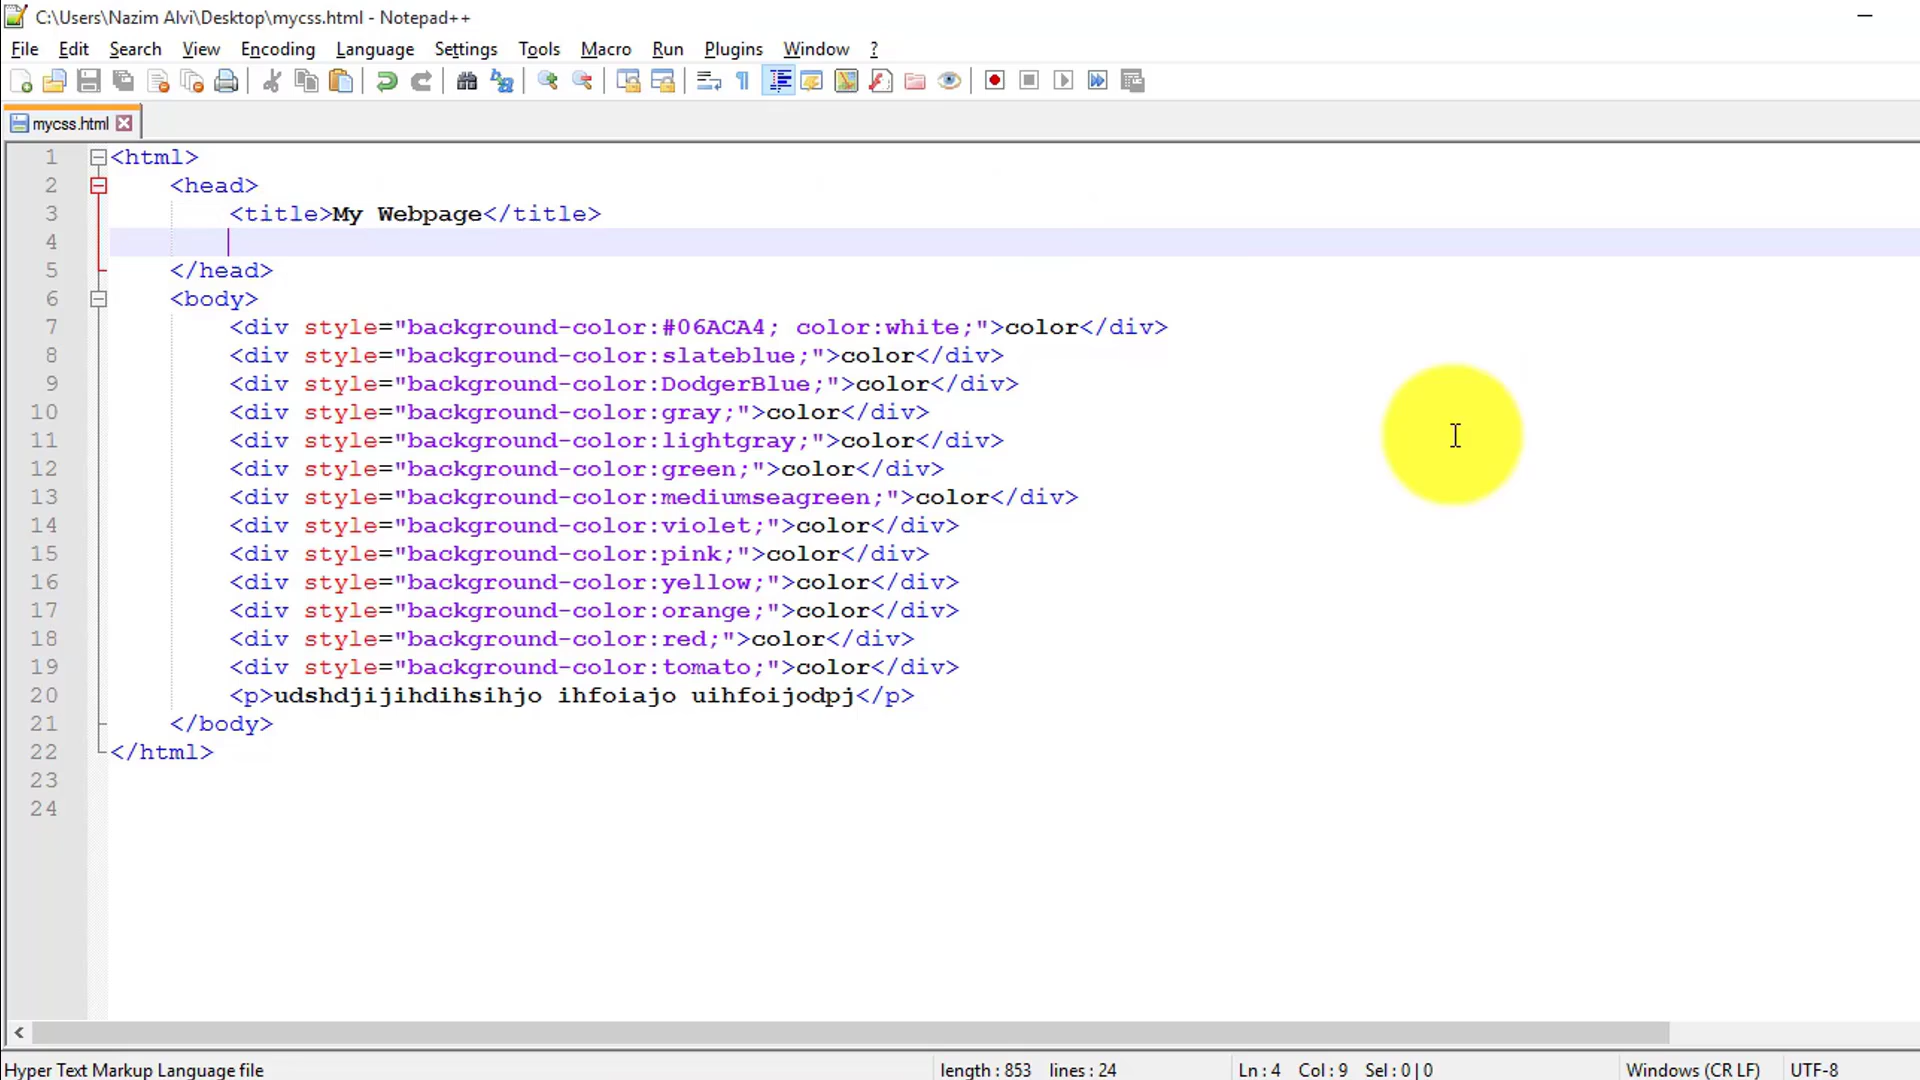 C:\Users\Nazim Alvi\Desktop\mycss.html - Notepad++
File Edit Search View Encoding Language Settings Tools Macro Run Plugins Window ?
mycss.html
1 <html>
2 <head>
3 <title>My Webpage</title>
4
5 </head>
6 <body>
7 <div style="background-color:#06ACA4; color:white;">color</div>
8 <div style="background-color:slateblue;">color</div>
9 <div style="background-color:DodgerBlue;">color</div>
10 <div style="background-color:gray;">color</div>
11 <div style="background-color:lightgray;">color</div>
12 <div style="background-color:green;">color</div>
13 <div style="background-color:mediumseagreen;">color</div>
14 <div style="background-color:violet;">color</div>
15 <div style="background-color:pink;">color</div>
16 <div style="background-color:yellow;">color</div>
17 <div style="background-color:orange;">color</div>
18 <div style="background-color:red;">color</div>
19 <div style="background-color:tomato;">color</div>
20 <p>udshdjijihdihsihjo ihfoiajo uihfoijodpj</p>
21 </body>
22 </html>
23
24
Hyper Text Markup Language file length : 853 lines : 24 Ln : 4 Col : 9 Sel : 0 | 0 Windows (CR LF) UTF-8